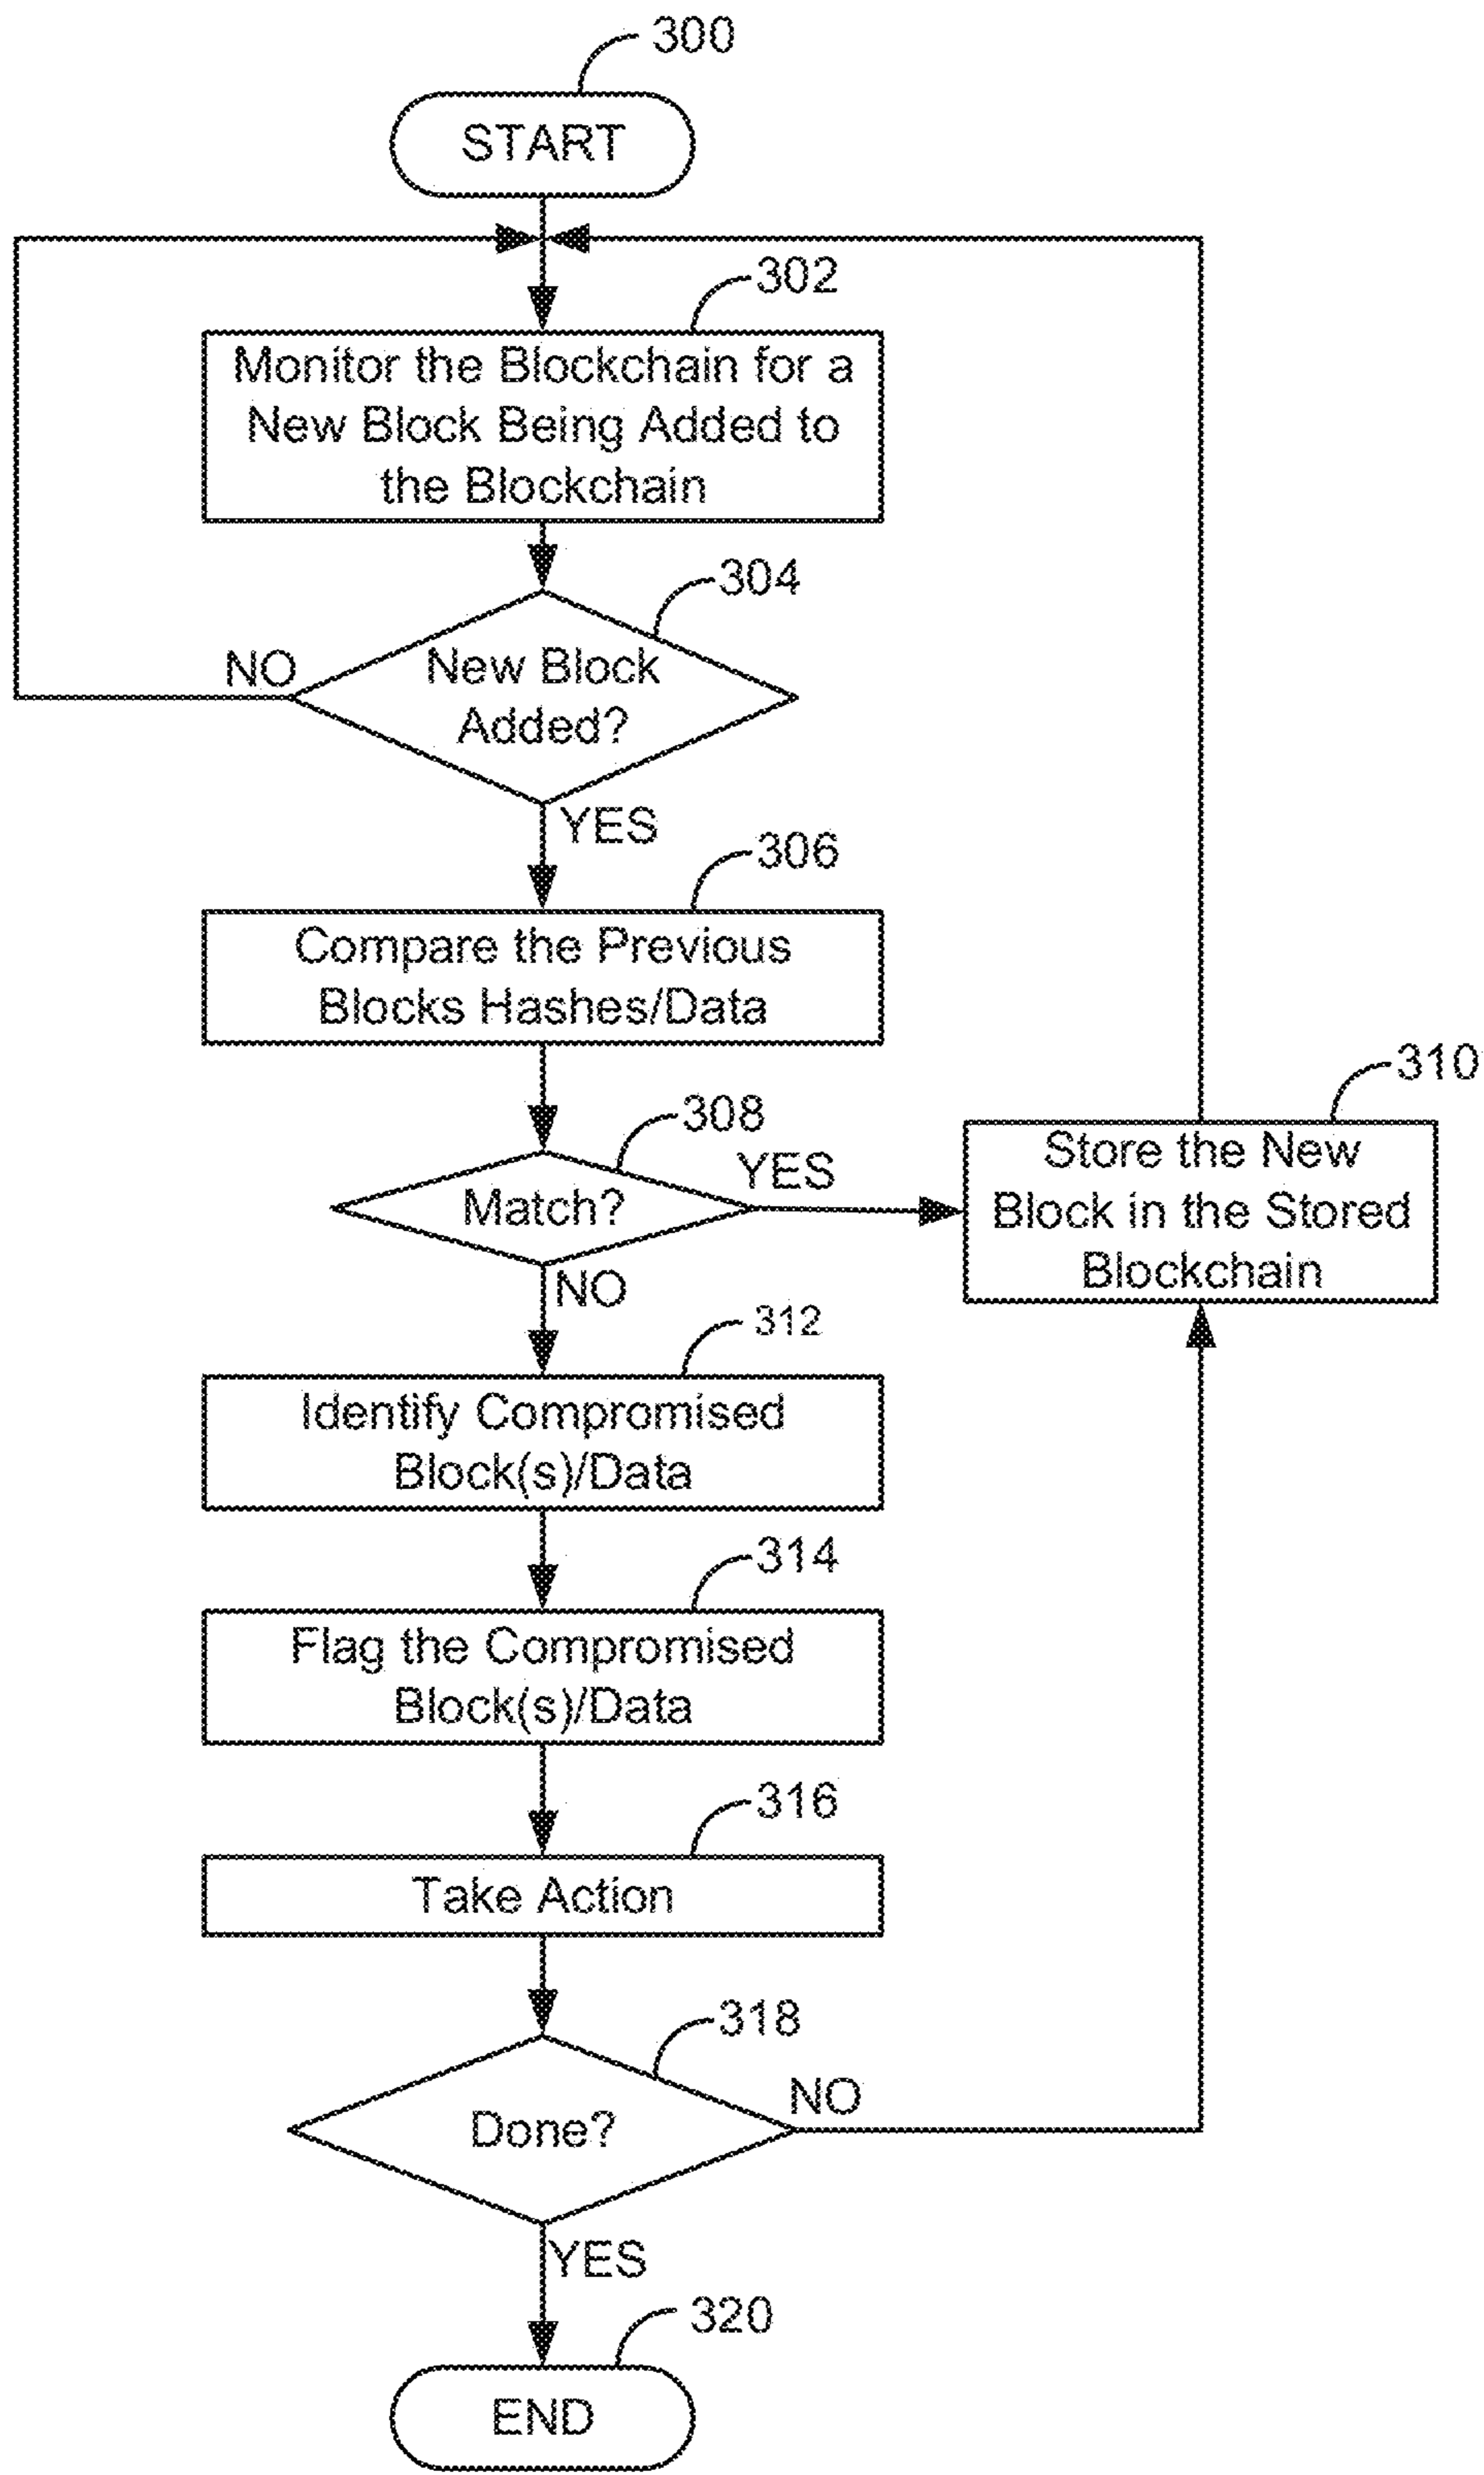 300
START
302
Monitor the Blockchain for a
New Block Being Added to
the Blockchain
304
NO
New Block
Added?
YES
306
Compare the Previous
Blocks Hashes/Data
308
Match?
YES
310
Store the New
Block in the Stored
Blockchain
NO
312
Identify Compromised
Block(s)/Data
314
Flag the Compromised
Block(s)/Data
316
Take Action
318
Done?
NO
YES
320
END